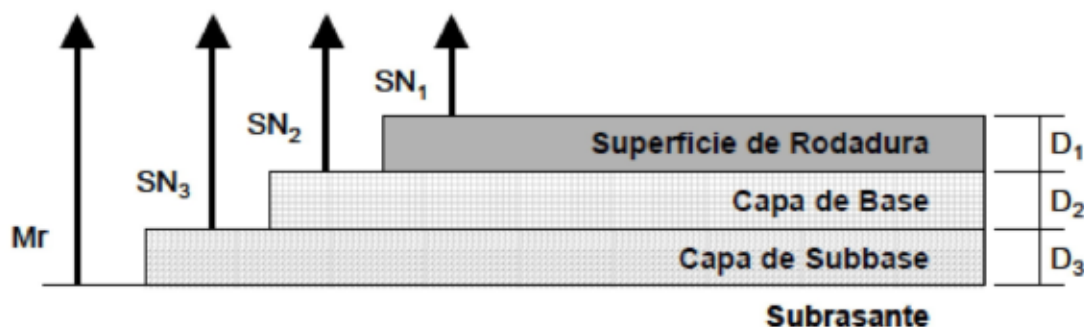 SN₁
Superficie de Rodadura
D₁
SN₂
Capa de Base
D₂
SN₃
Capa de Subbase
D₃
Mr
Subrasante